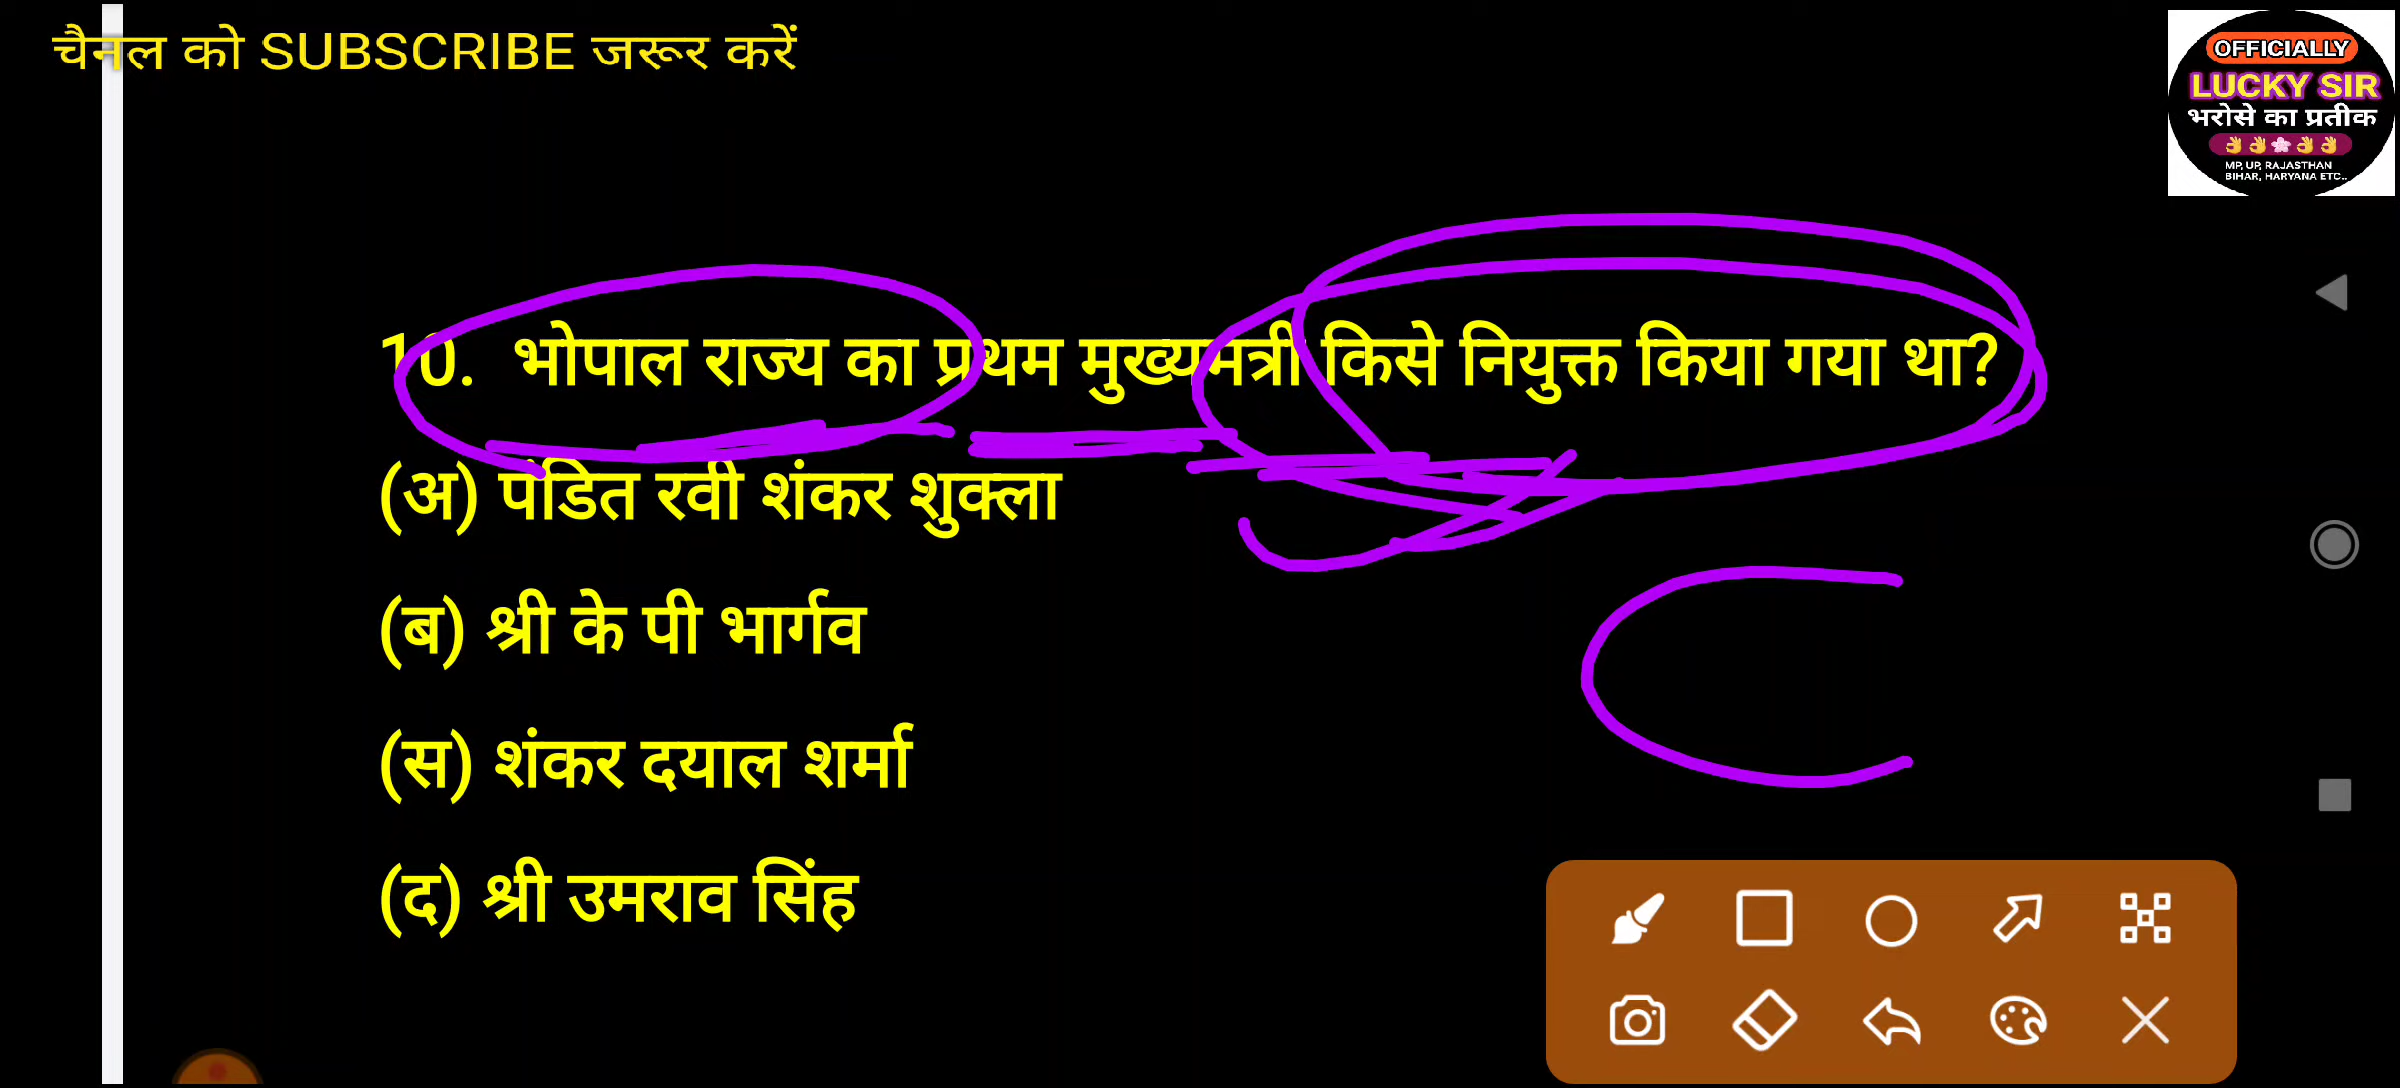 चैनल को SUBSCRIBE जरूर करें
OFFICIALLY
LUCKY SIR
भरोसे का प्रतीक
MP, UP, RAJASTHAN
BIHAR, HARYANA ETC..
10. भोपाल राज्य का प्रथम मुख्यमंत्री किसे नियुक्त किया गया था?
(अ) पंडित रवी शंकर शुक्ला
(ब) श्री के पी भार्गव
(स) शंकर दयाल शर्मा
(द) श्री उमराव सिंह